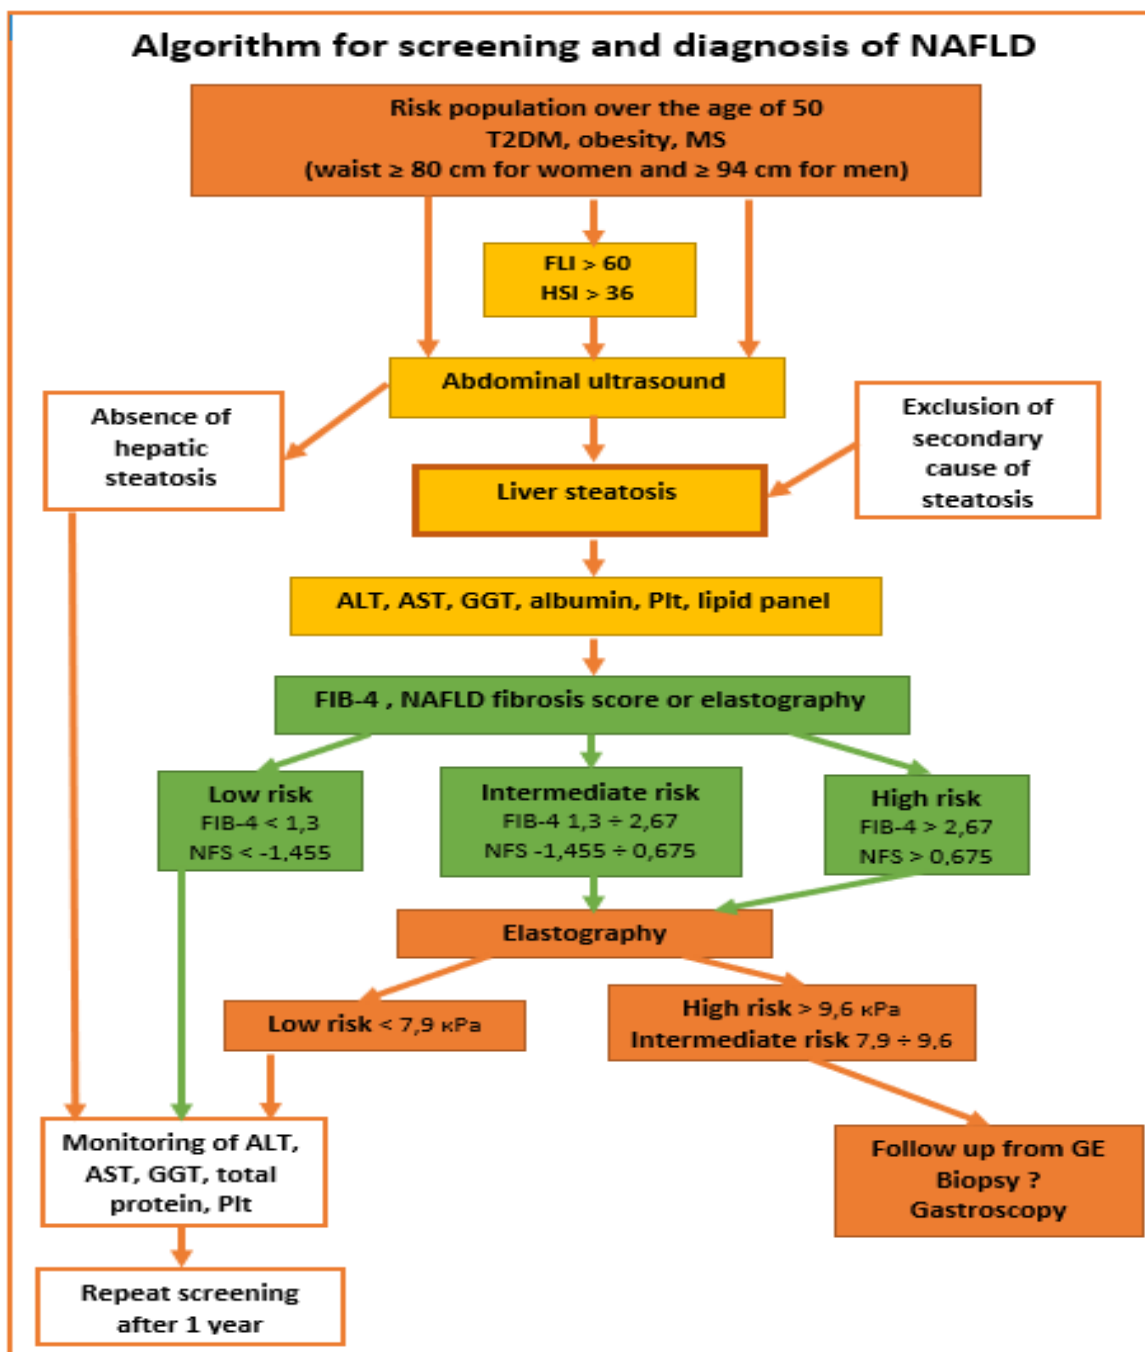 Algorithm for screening and diagnosis of NAFLD
Risk population over the age of 50
T2DM, obesity, MS
(waist ≥ 80 cm for women and ≥ 94 cm for men)
FLI > 60
HSI > 36
Abdominal ultrasound
Absence of
hepatic
steatosis
Exclusion of
secondary
cause of
steatosis
Liver steatosis
ALT, AST, GGT, albumin, Plt, lipid panel
FIB-4 , NAFLD fibrosis score or elastography
Low risk
FIB-4 < 1,3
NFS < -1,455
Intermediate risk
FIB-4 1,3 ÷ 2,67
NFS -1,455 ÷ 0,675
High risk
FIB-4 > 2,67
NFS > 0,675
Elastography
Low risk < 7,9 кPa
High risk > 9,6 кPa
Intermediate risk 7,9 ÷ 9,6
Monitoring of ALT,
AST, GGT, total
protein, Plt
Follow up from GE
Biopsy ?
Gastroscopy
Repeat screening
after 1 year